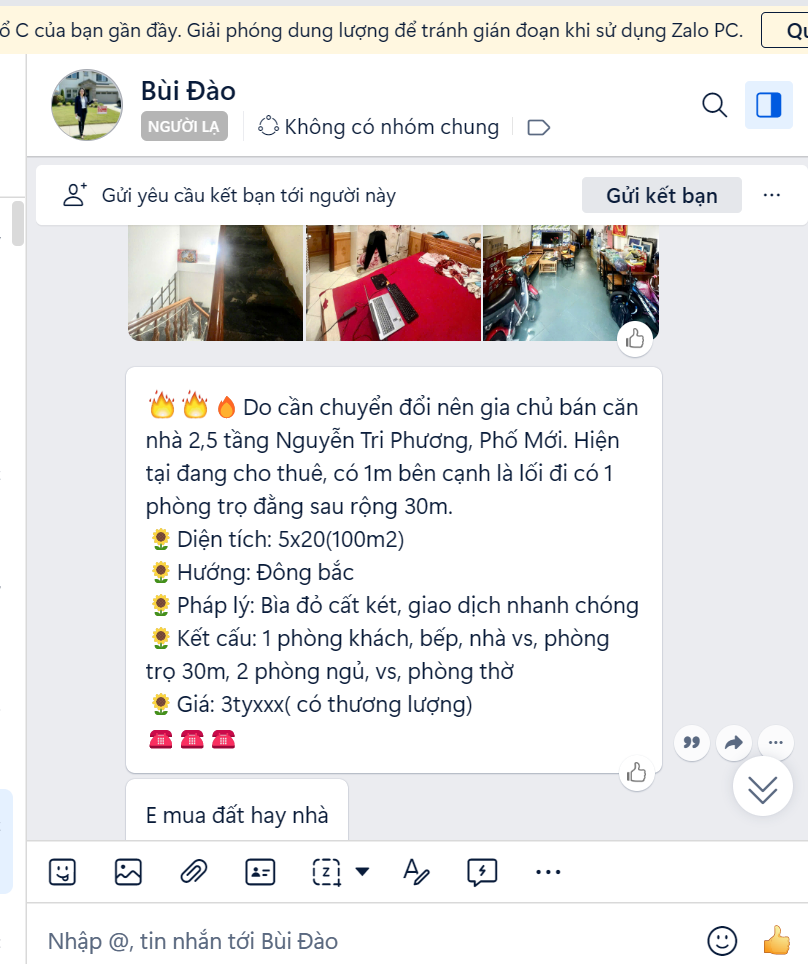 ổ C của bạn gần đầy. Giải phóng dung lượng để tránh gián đoạn khi sử dụng Zalo PC.
Bùi Đào
NGƯỜI LẠ
Không có nhóm chung
Gửi yêu cầu kết bạn tới người này
Gửi kết bạn
🔥🔥🔥 Do cần chuyển đổi nên gia chủ bán căn
nhà 2,5 tầng Nguyễn Tri Phương, Phố Mới. Hiện
tại đang cho thuê, có 1m bên cạnh là lối đi có 1
phòng trọ đằng sau rộng 30m.
🌻 Diện tích: 5x20(100m2)
🌻 Hướng: Đông bắc
🌻 Pháp lý: Bìa đỏ cất két, giao dịch nhanh chóng
🌻 Kết cấu: 1 phòng khách, bếp, nhà vs, phòng
trọ 30m, 2 phòng ngủ, vs, phòng thờ
🌻 Giá: 3tyxxx( có thương lượng)
☎️☎️☎️
E mua đất hay nhà
Nhập @, tin nhắn tới Bùi Đào